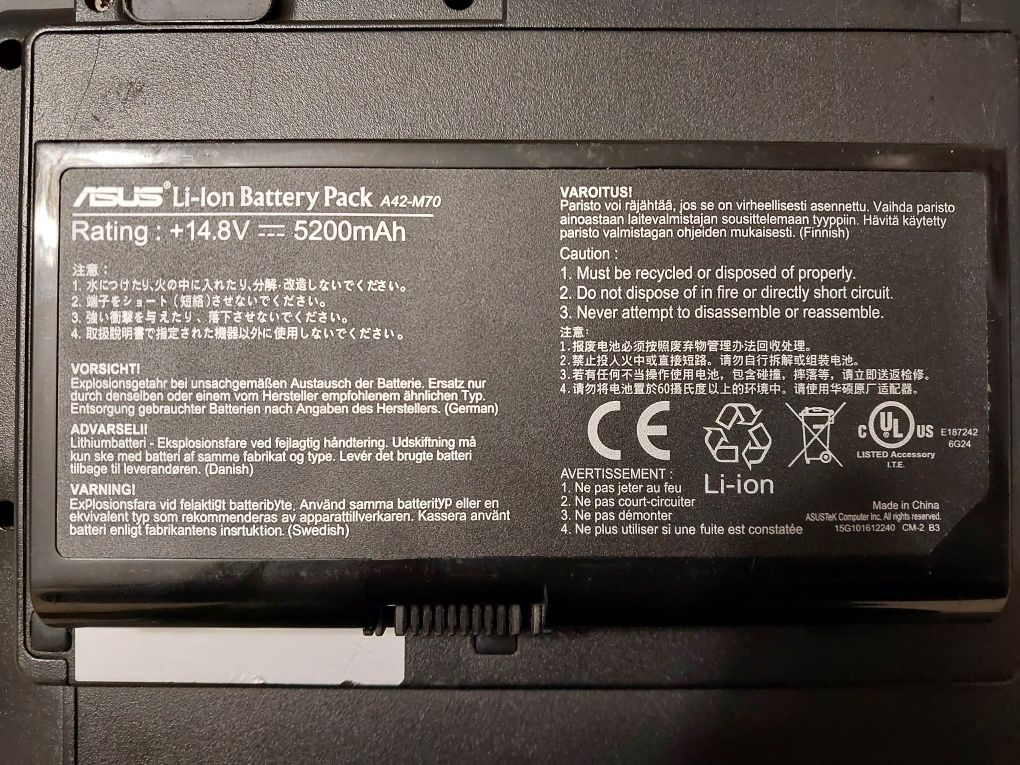 ASUS® Li-Ion Battery Pack A42-M70
Rating : +14.8V ⎓ 5200mAh
注意：
1. 水につけたり、火の中に入れたり、分解・改造しないでください。
2. 端子をショート（短絡）させないでください。
3. 強い衝撃を与えたり、落下させないでください。
4. 取扱説明書で指定された機器以外に使用しないでください。
VORSICHT!
Explosionsgetahr bei unsachgemäßen Austausch der Batterie. Ersatz nur
durch denselben oder einem vom Hersteller empfohlenem ähnlichen Typ.
Entsorgung gebrauchter Batterien nach Angaben des Herstellers. (German)
ADVARSELII
Lithiumbatteri - Eksplosionsfare ved fejlagtig håndtering. Udskiftning må
kun ske med batteri af samme fabrikat og type. Levér det brugte batteri
tilbage til leverandøren. (Danish)
VARNING!
Explosionsfara vid felaktigt batteribyte. Använd samma batterityp eller en
ekvivalent typ som rekommenderas av apparattillverkaren. Kassera använt
batteri enligt fabrikantens insrtuktion. (Swedish)
VAROITUS!
Paristo voi räjähtää, jos se on virheellisesti asennettu. Vaihda paristo
ainoastaan laitevalmistajan sousittelemaan tyyppiin. Hävitä käytetty
paristo valmistagan ohjeiden mukaisesti. (Finnish)
Caution :
1. Must be recycled or disposed of properly.
2. Do not dispose of in fire or directly short circuit.
3. Never attempt to disassemble or reassemble.
注意:
1.报废电池必须按照废弃物管理办法回收处理。
2.禁止投入火中或直接短路。请勿自行拆解或组装电池。
3.若有任何不当操作使用电池，包含碰撞，摔落等，请立即送返检修。
4.请勿将电池置於60摄氏度以上的环境中。请使用华硕原厂适配器。
CE
Li-ion
c UL US
LISTED Accessory
I.T.E.
E187242
6G24
AVERTISSEMENT :
1. Ne pas jeter au feu
2. Ne pas court-circuiter
3. Ne pas démonter
4. Ne plus utiliser si une fuite est constatée
Made in China
ASUSTeK Computer Inc. All rights reserved.
15G101612240 CM-2 B3